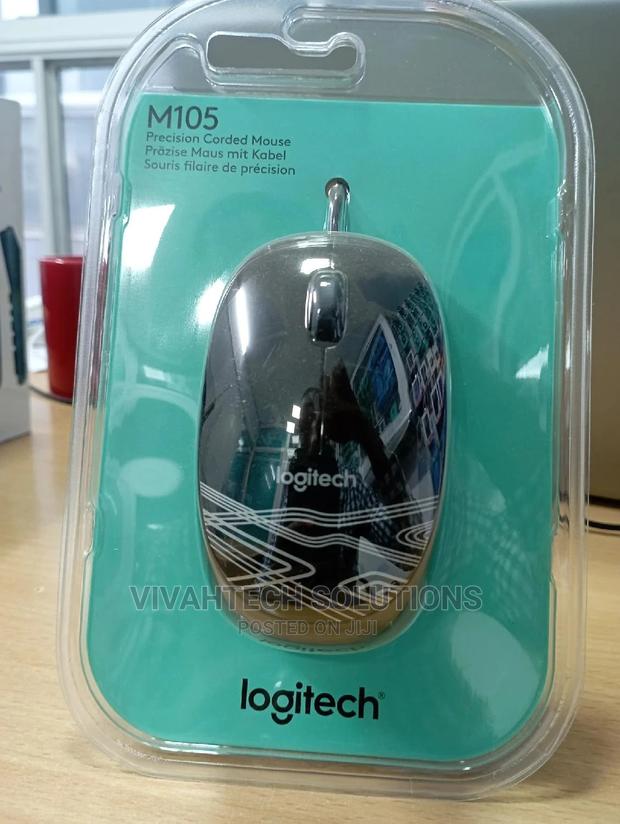 M105
Precision Corded Mouse
Präzise Maus mit Kabel
Souris filaire de précision
logitech
VIVAHTECH SOLUTIONS
POSTED ON JIJI
logitech®